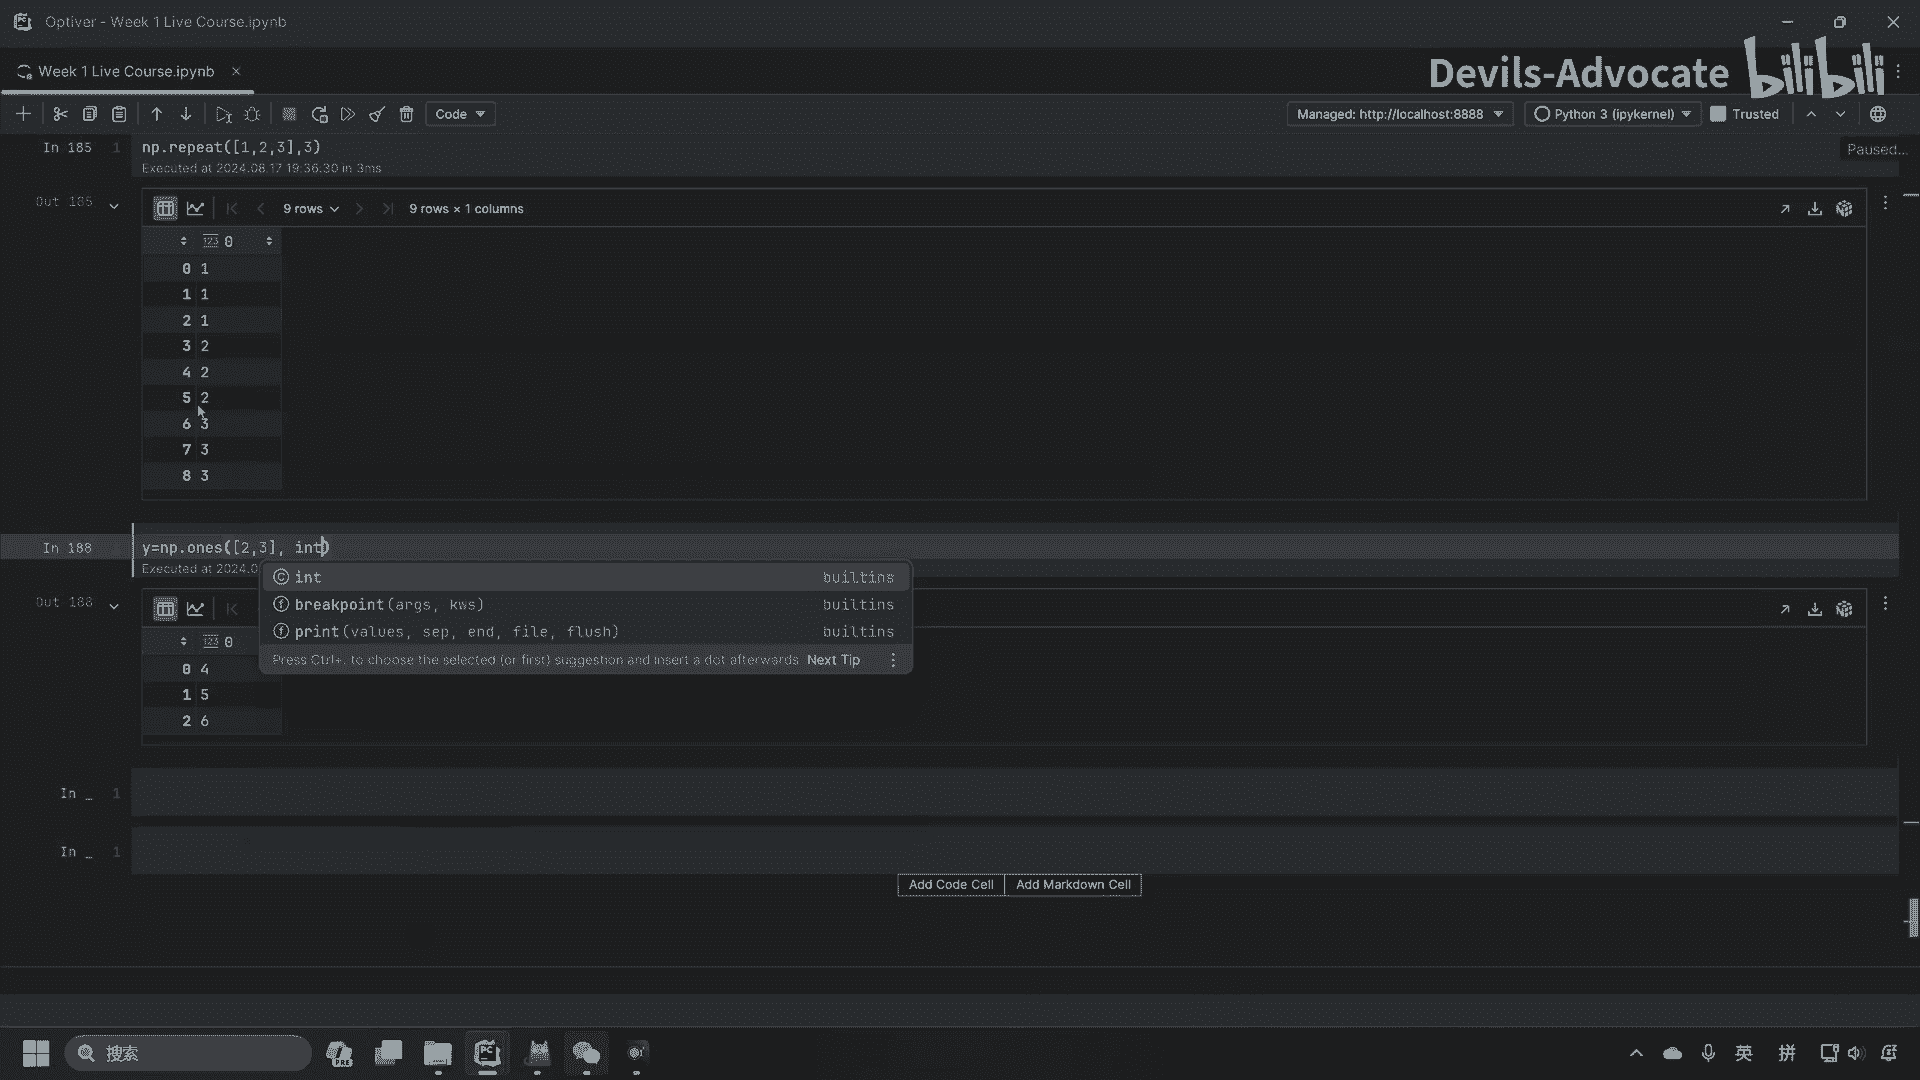 Optiver - Week 1 Live Course.ipynb
Week 1 Live Course.ipynb
Devils-Advocate bilibili
Code
Managed: http://localhost:8888
Python 3 (ipykernel)
Trusted
In 185 1 np.repeat([1,2,3],3)
Executed at 2024.08.17 19:36:30 in 3ms
Paused...
Out 185
9 rows
9 rows × 1 columns
123 0
0 1
1 1
2 1
3 2
4 2
5 2
6 3
7 3
8 3
In 188 y=np.ones([2,3], int)
Executed at 2024.0
int builtins
breakpoint(args, kws) builtins
print(values, sep, end, file, flush) builtins
Press Ctrl+. to choose the selected (or first) suggestion and insert a dot afterwards Next Tip
Out 188
123 0
0 4
1 5
2 6
In _ 1
In _ 1
Add Code Cell Add Markdown Cell
搜索
PRE
PC
英
拼